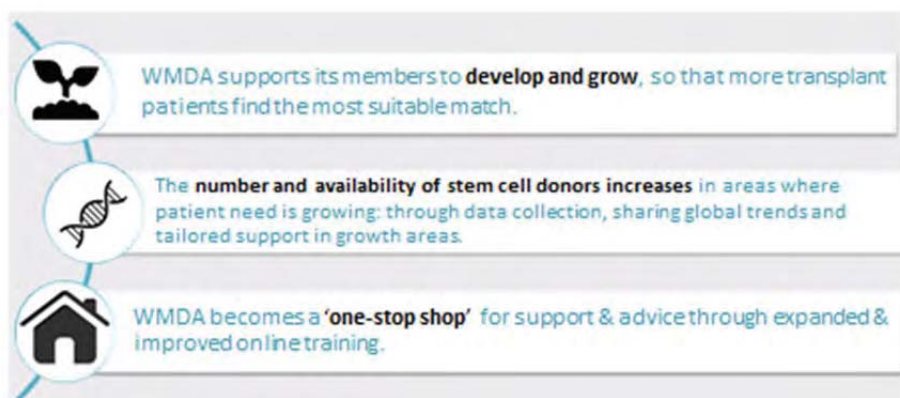 WMDA supports its members to develop and grow, so that more transplant
patients find the most suitable match.
The number and availability of stem cell donors increases in areas where
patient need is growing: through data collection, sharing global trends and
tailored support in growth areas.
WMDA becomes a ‘one-stop shop’ for support & advice through expanded &
improved online training.